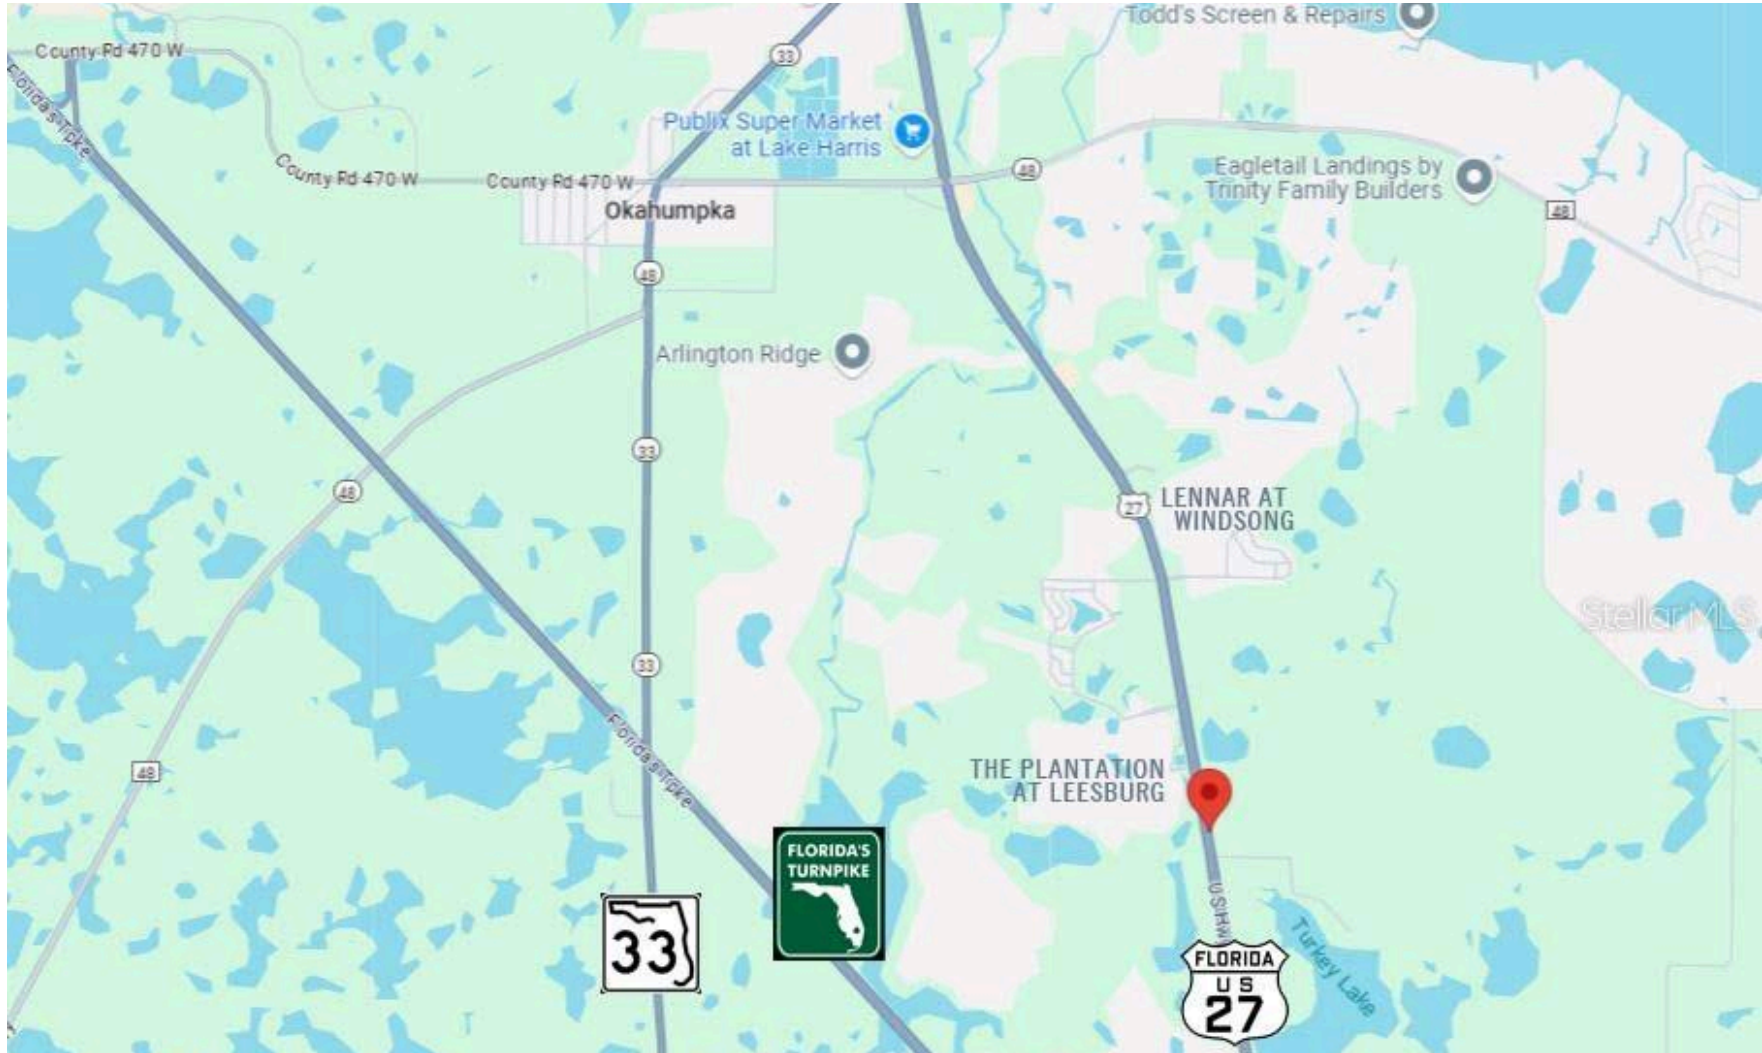 Todd's Screen & Repairs
County Rd 470 W
33
Florida's Tpke
Publix Super Market
at Lake Harris
48
Eagletail Landings by
Trinity Family Builders
County Rd 470 W
County Rd 470 W
48
Okahumpka
48
Arlington Ridge
33
48
27
LENNAR AT
WINDSONG
Stellar MLS
33
Florida's Tpke
48
THE PLANTATION
AT LEESBURG
FLORIDA'S
TURNPIKE
33
Turkey Lake
FLORIDA
US
27